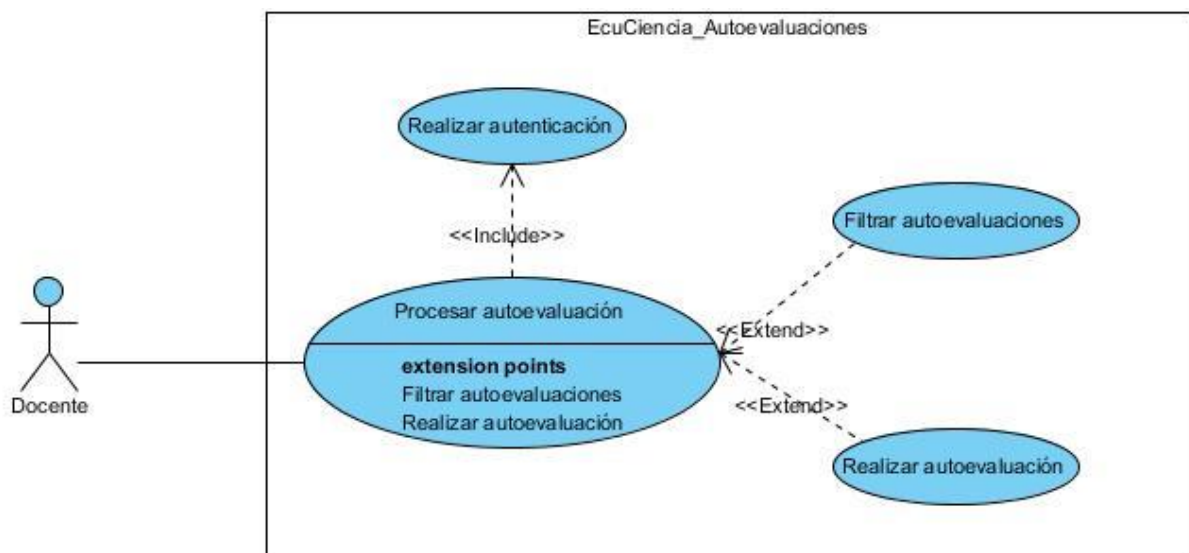 EcuCiencia_Autoevaluaciones
Realizar autenticación
Filtrar autoevaluaciones
<<Include>>
Procesar autoevaluación
<<Extend>>
extension points
Filtrar autoevaluaciones
Realizar autoevaluación
<<Extend>>
Docente
Realizar autoevaluación